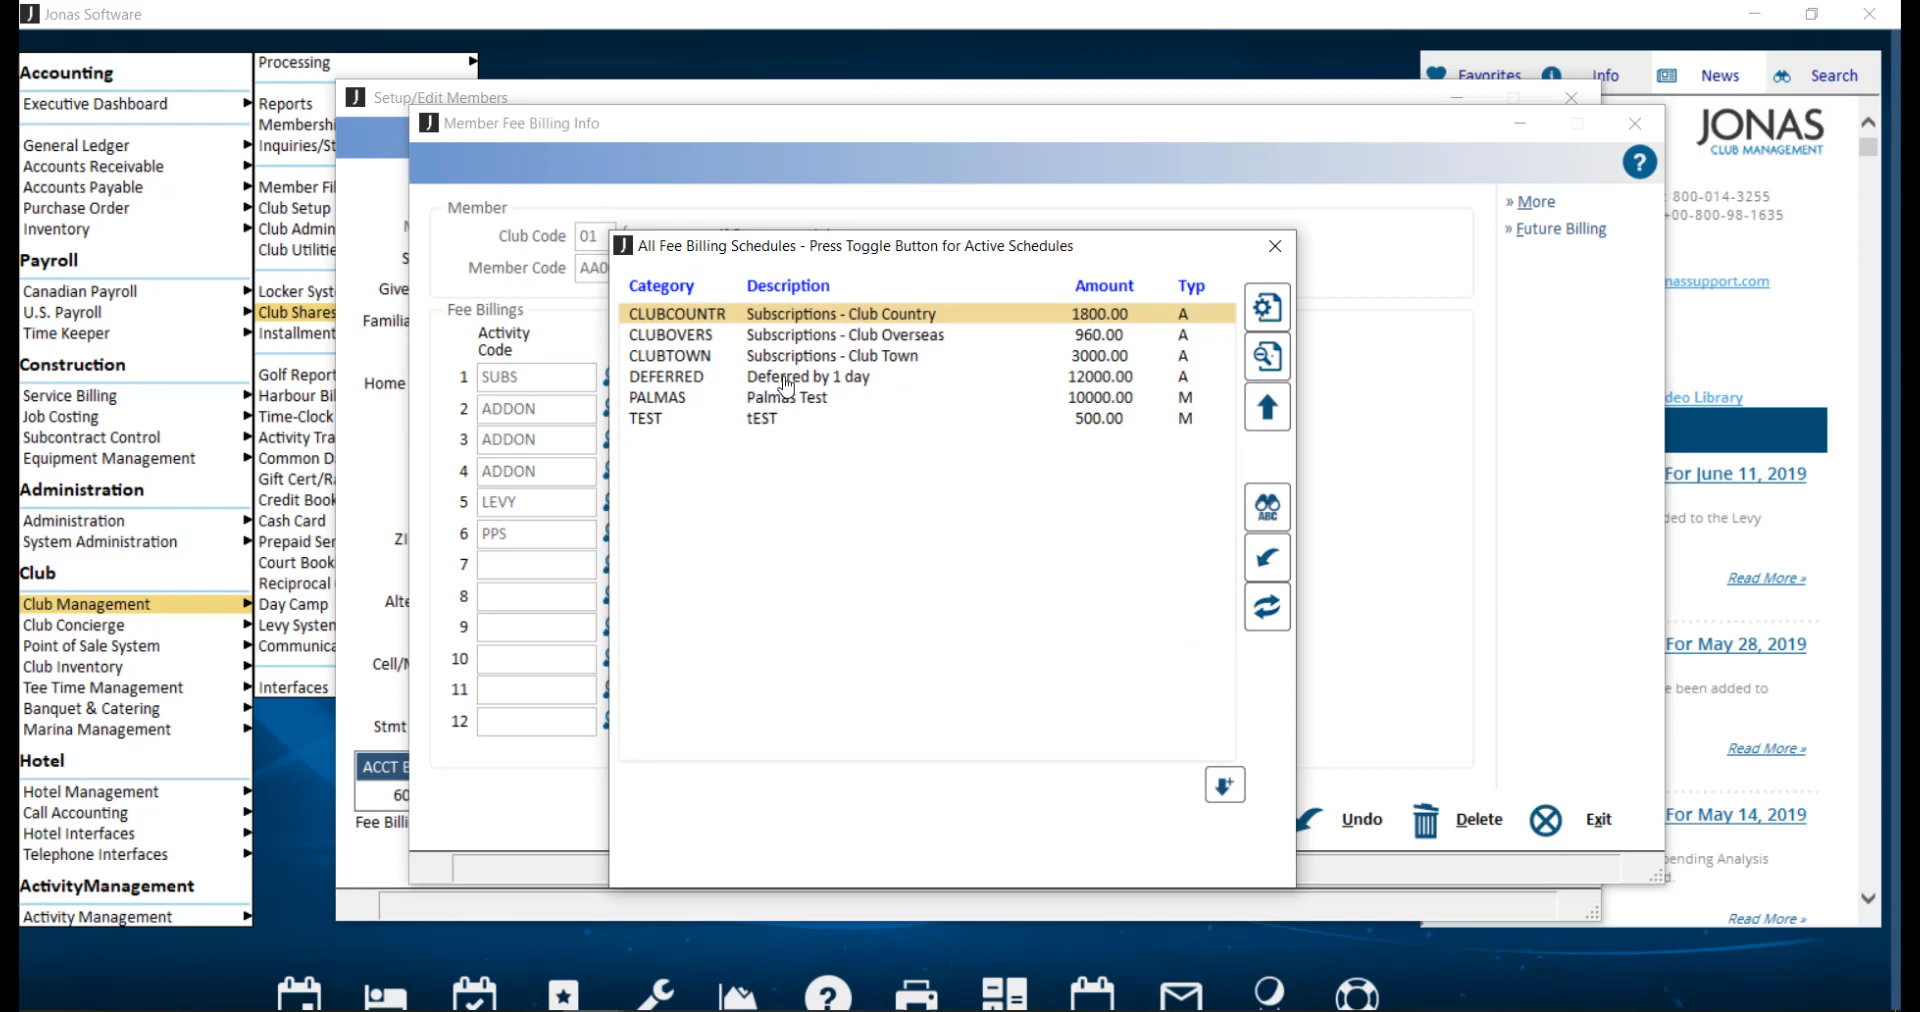 Jonas Software
Accounting
Executive Dashboard
General Ledger
Accounts Receivable
Accounts Payable
Purchase Order
Inventory
Payroll
Canadian Payroll
U.S. Payroll
Time Keeper
Construction
Service Billing
Job Costing
Subcontract Control
Equipment Management
Administration
Administration
System Administration
Club
Club Management
Club Concierge
Point of Sale System
Club Inventory
Tee Time Management
Banquet & Catering
Marina Management
Hotel
Hotel Management
Call Accounting
Hotel Interfaces
Telephone Interfaces
ActivityManagement
Activity Management
Processing
Reports
Membershi
Inquiries/St
Member Fil
Club Setup
Club Admin
Club Utilitie
Locker Syst
Club Shares
Installment
Golf Report
Harbour Bil
Time-Clock
Activity Tra
Common D
Gift Cert/Ra
Credit Book
Cash Card
Prepaid Ser
Court Book
Reciprocal
Day Camp
Levy System
Communica
Interfaces
Setup/Edit Members
Give
Familia
Home
ZI
Alte
Cell/M
Stmt
ACCT B
60
Fee Billi
Member Fee Billing Info
Member
Club Code 01
Member Code AA0
Fee Billings
Activity
Code
1 SUBS
2 ADDON
3 ADDON
4 ADDON
5 LEVY
6 PPS
7
8
9
10
11
12
» More
» Future Billing
Undo Delete Exit
All Fee Billing Schedules - Press Toggle Button for Active Schedules
Category Description Amount Typ
CLUBCOUNTR Subscriptions - Club Country 1800.00 A
CLUBOVERS Subscriptions - Club Overseas 960.00 A
CLUBTOWN Subscriptions - Club Town 3000.00 A
DEFERRED Deferred by 1 day 12000.00 A
PALMAS Palmas Test 10000.00 M
TEST tEST 500.00 M
ABC
Favorites Info News Search
JONAS
CLUB MANAGEMENT
800-014-3255
00-800-98-1635
nassupport.com
deo Library
For June 11, 2019
ded to the Levy
Read More »
For May 28, 2019
e been added to
Read More »
For May 14, 2019
pending Analysis
d.
Read More »